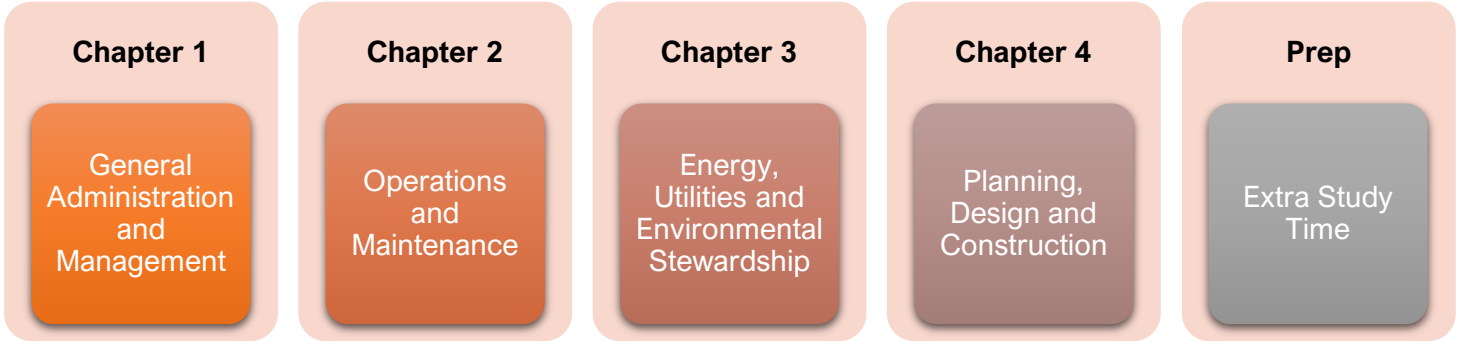 Chapter 1
General
Administration
and
Management
Chapter 2
Operations
and
Maintenance
Chapter 3
Energy,
Utilities and
Environmental
Stewardship
Chapter 4
Planning,
Design and
Construction
Prep
Extra Study
Time